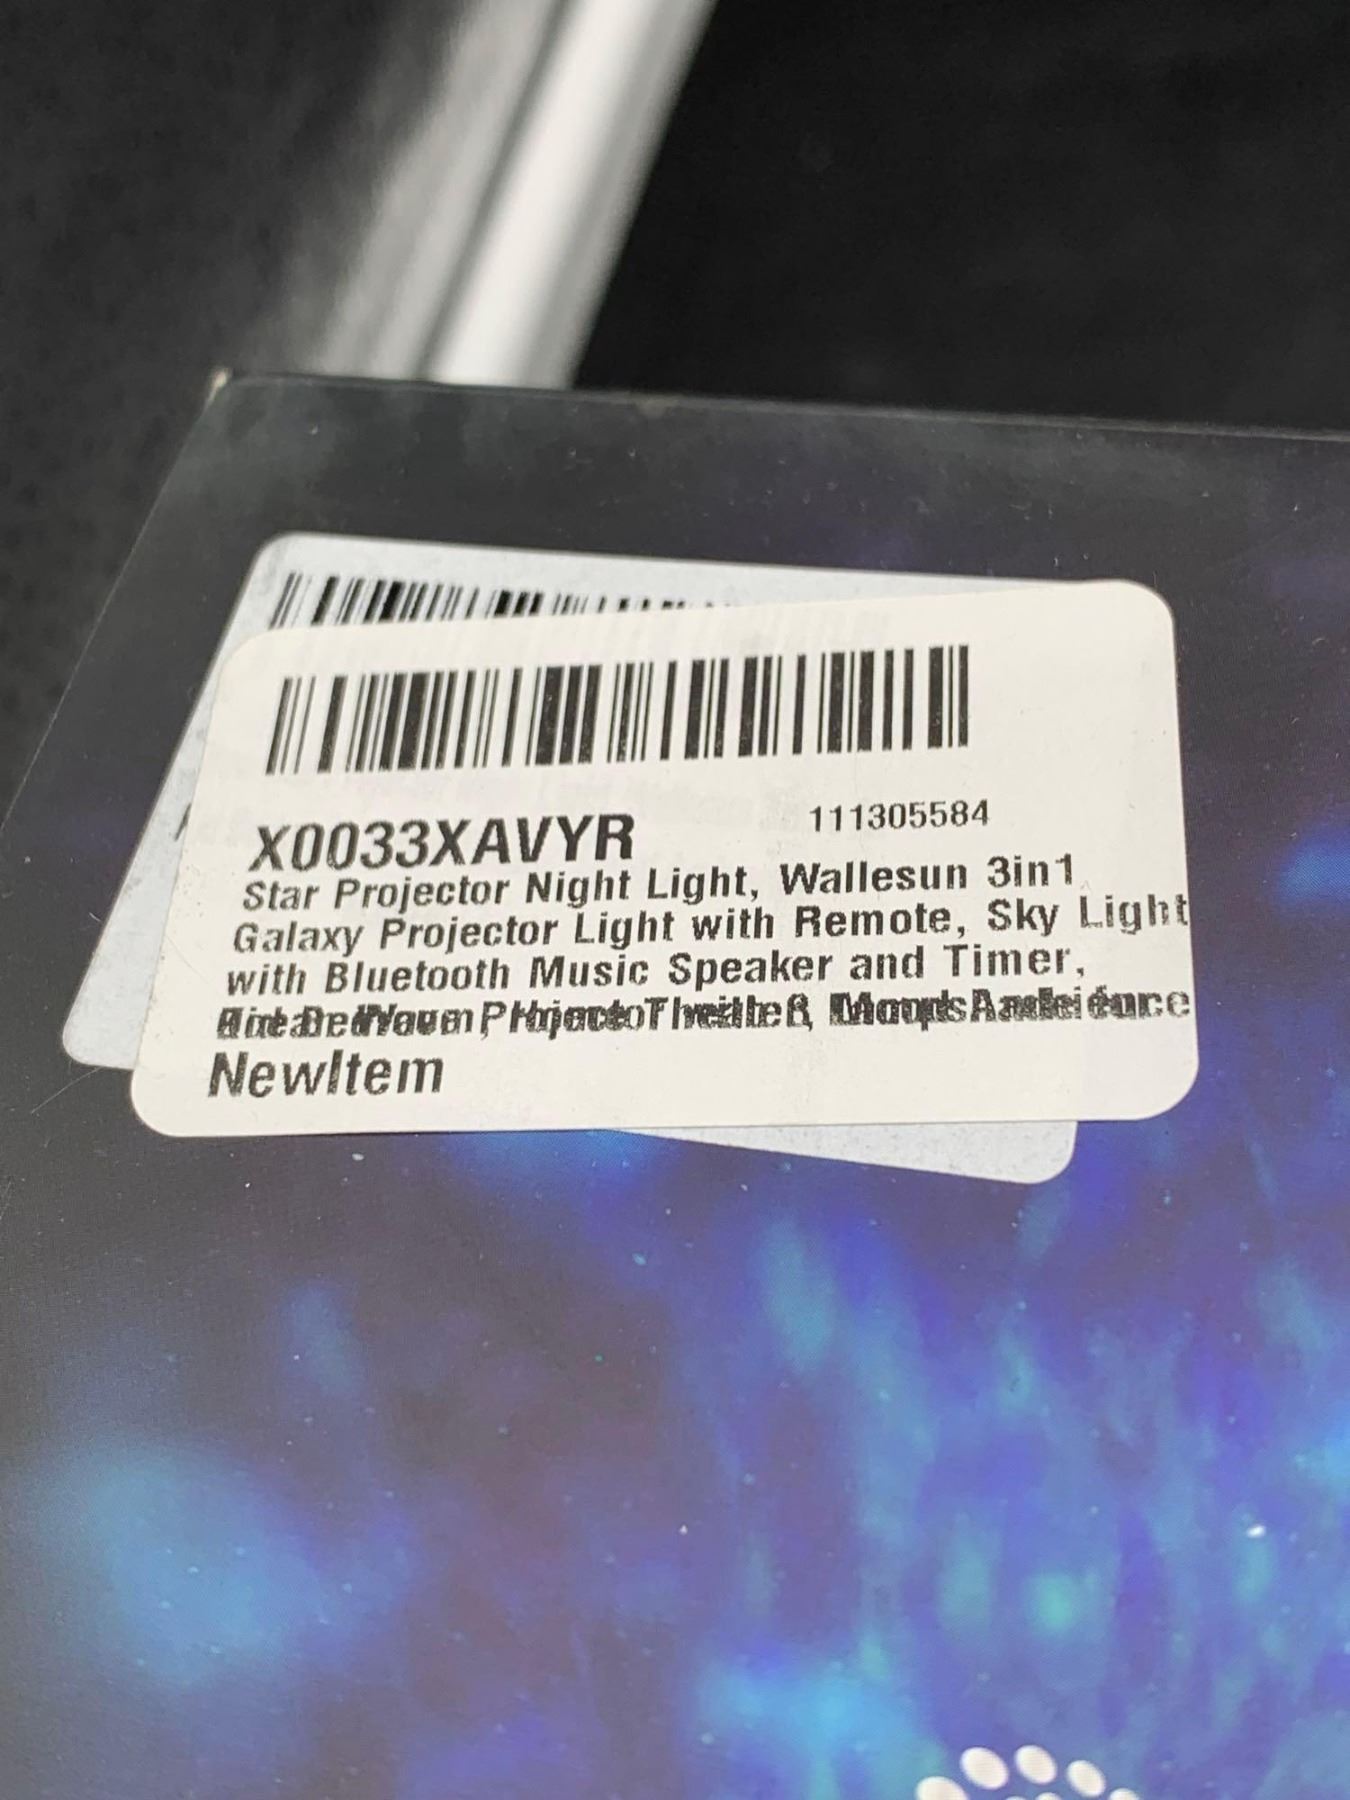 X0033XAVYR
111305584
Star Projector Night Light, Wallesun 3in1
Galaxy Projector Light with Remote, Sky Light
with Bluetooth Music Speaker and Timer,
NewItem